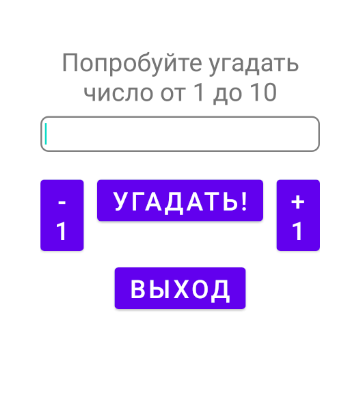 Попробуйте угадать
число от 1 до 10
- УГАДАТЬ! +
1 1
ВЫХОД